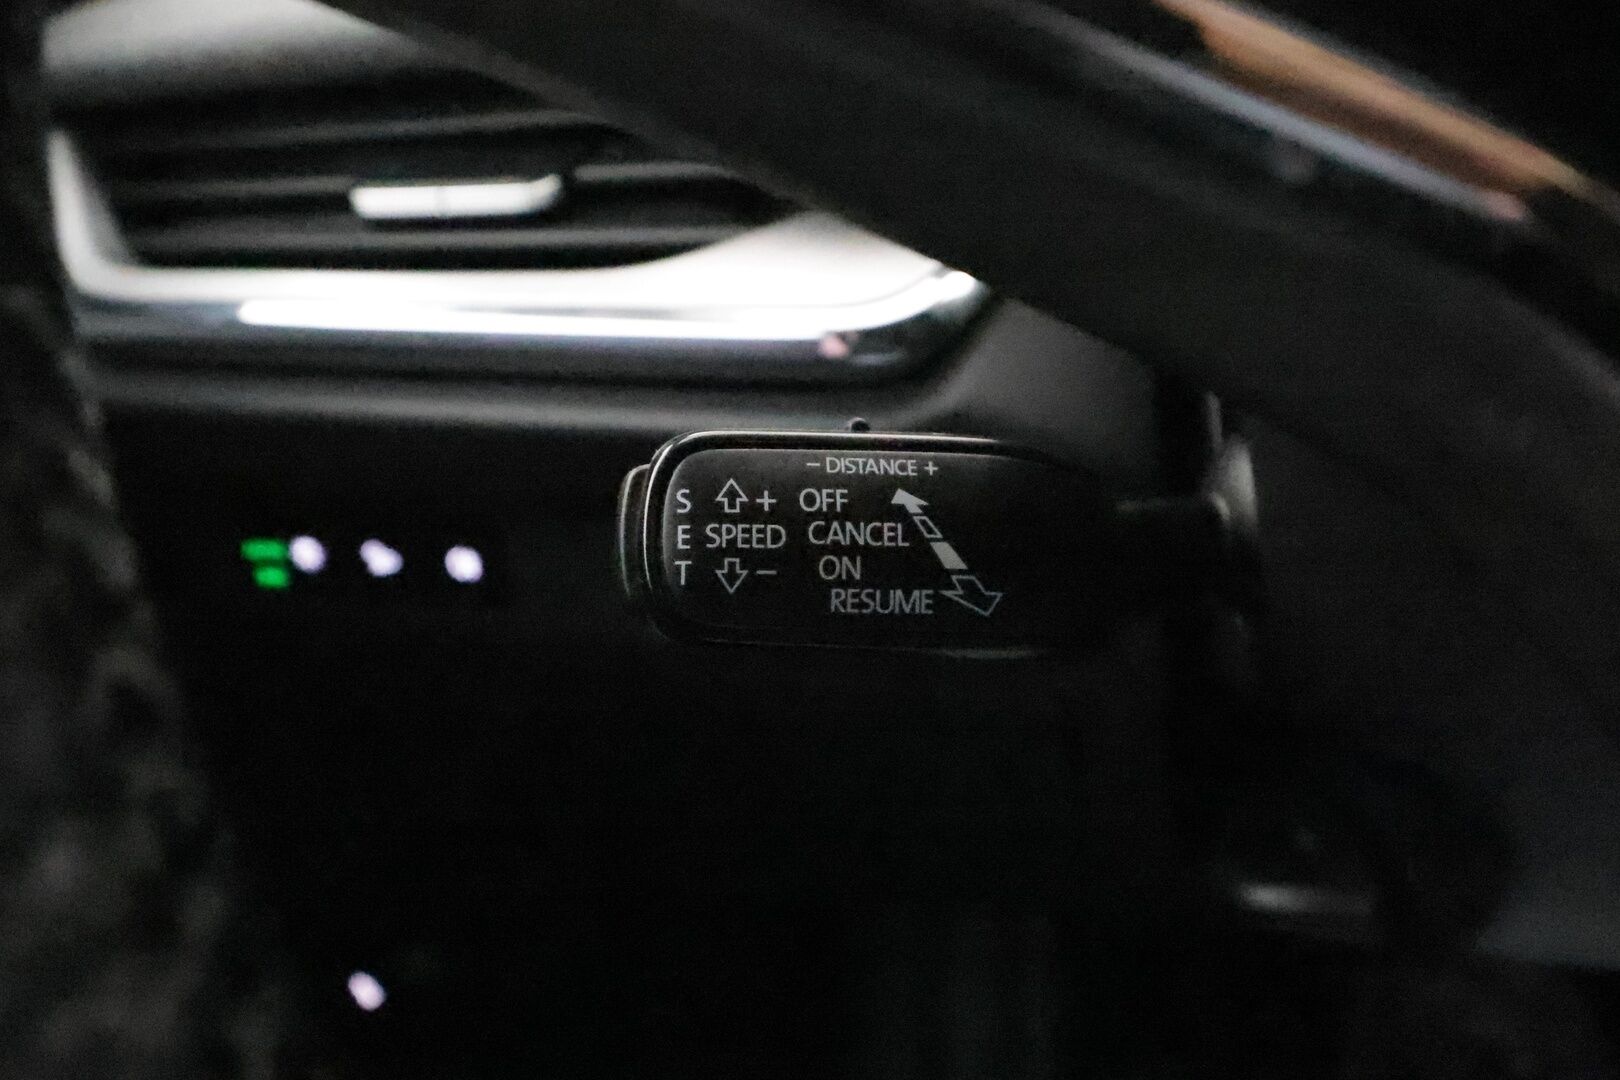 – DISTANCE +
S + OFF
E SPEED CANCEL
T – ON
RESUME